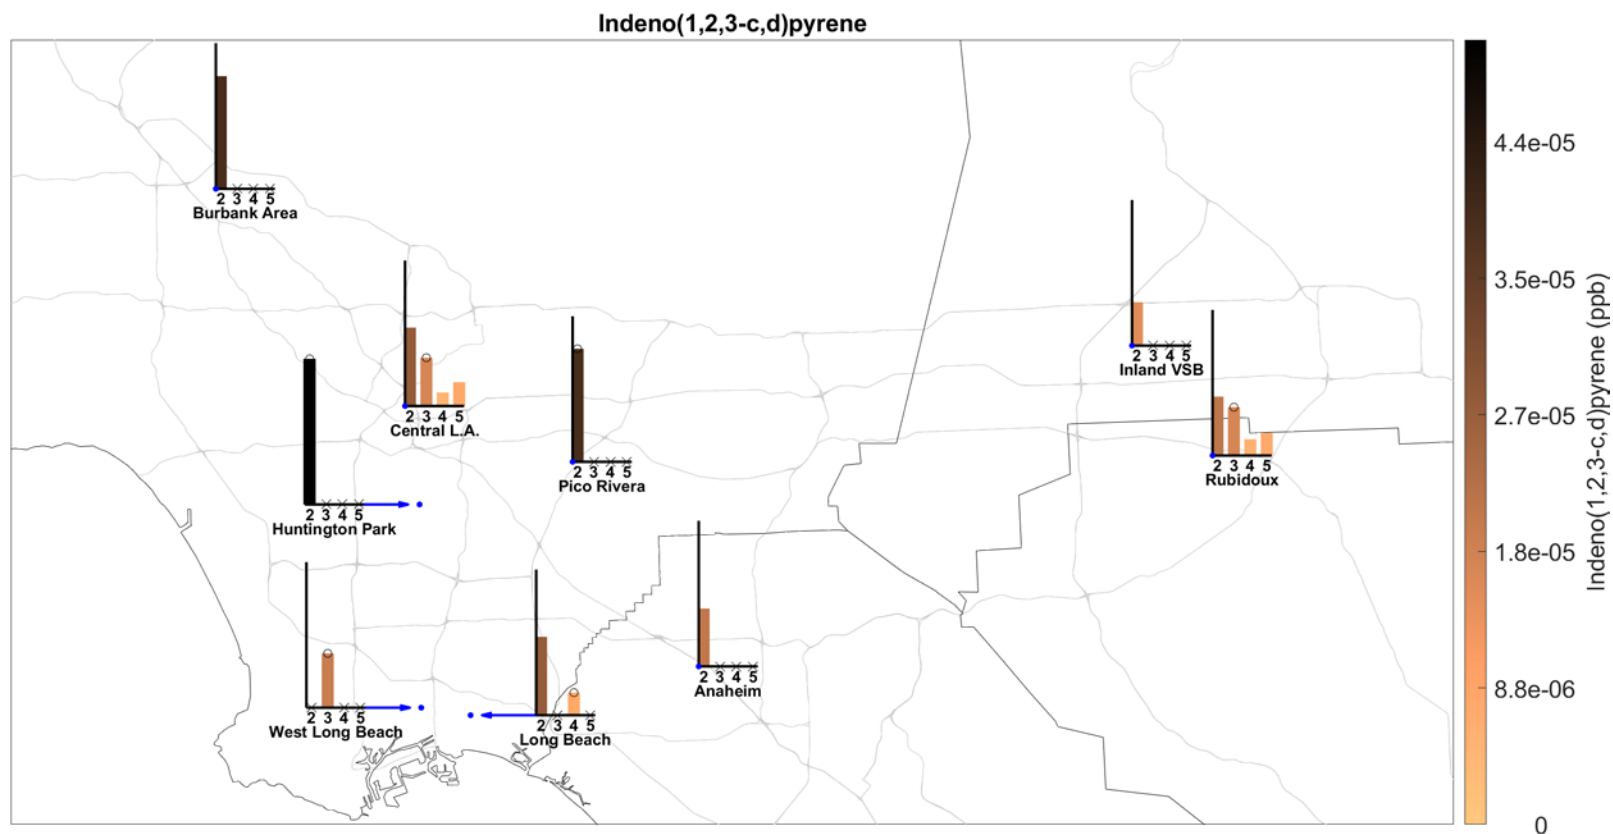 Indeno(1,2,3-c,d)pyrene
2 3 4 5
Burbank Area
2 3 4 5
Central L.A.
2 3 4 5
Inland VSB
2 3 4 5
Rubidoux
2 3 4 5
Pico Rivera
2 3 4 5
Huntington Park
2 3 4 5
Anaheim
2 3 4 5
West Long Beach
2 3 4 5
Long Beach
4.4e-05
3.5e-05
2.7e-05
1.8e-05
8.8e-06
0
Indeno(1,2,3-c,d)pyrene (ppb)